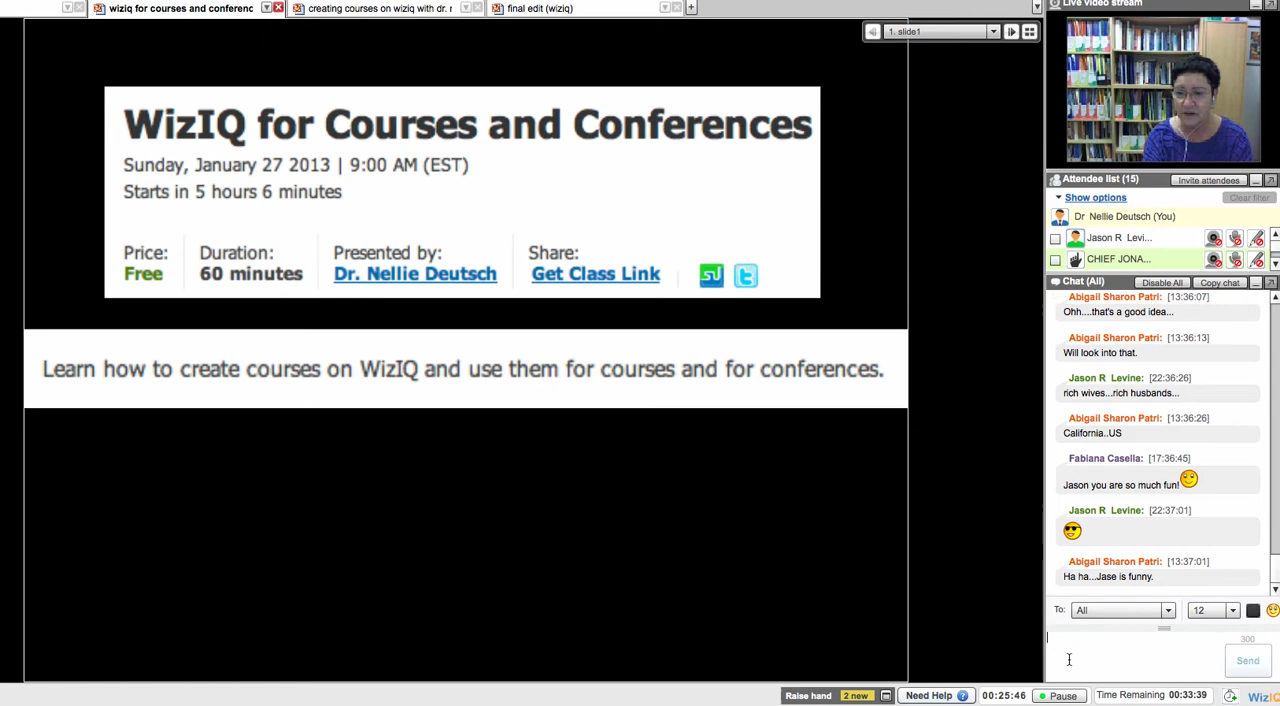 wiziq for courses and conferenc
creating courses on wiziq with dr. r
final edit (wiziq)
1. slide1
WizIQ for Courses and Conferences
Sunday, January 27 2013 | 9:00 AM (EST)
Starts in 5 hours 6 minutes
Price: Duration: Presented by: Share:
Free 60 minutes Dr. Nellie Deutsch Get Class Link
Learn how to create courses on WizIQ and use them for courses and for conferences.
Live video stream
Attendee list (15) Invite attendees
Show options Clear filter
Dr Nellie Deutsch (You)
Jason R Levi...
CHIEF JONA...
Chat (All) Disable All Copy chat
Abigail Sharon Patri: [13:36:07]
Ohh....that's a good idea...
Abigail Sharon Patri: [13:36:13]
Will look into that.
Jason R Levine: [22:36:26]
rich wives...rich husbands...
Abigail Sharon Patri: [13:36:26]
California..US
Fabiana Casella: [17:36:45]
Jason you are so much fun!
Jason R Levine: [22:37:01]
Abigail Sharon Patri: [13:37:01]
Ha ha...Jase is funny.
To: All 12
300
Send
Raise hand 2 new Need Help ? 00:25:46 Pause Time Remaining 00:33:39 WizIQ